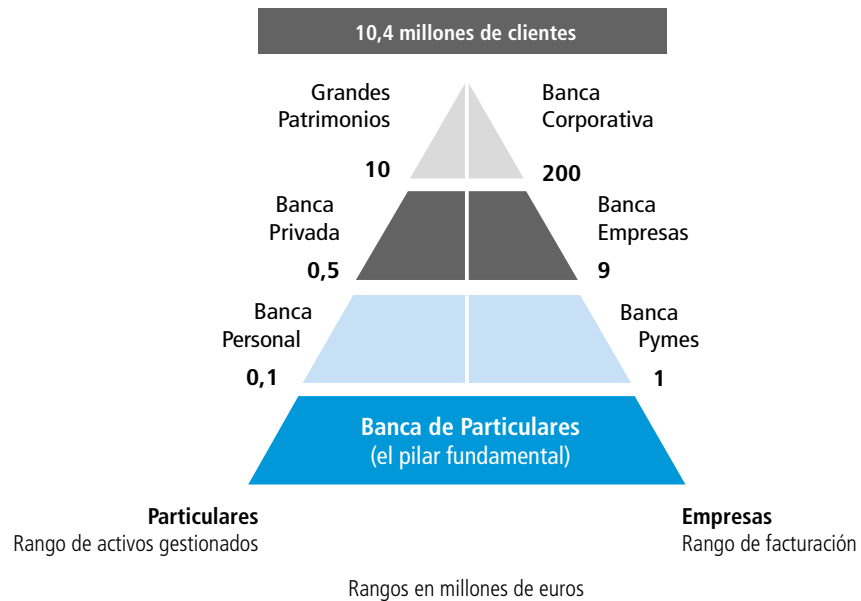 10,4 millones de clientes
Grandes
Patrimonios
10
Banca
Corporativa
200
Banca
Privada
0,5
Banca
Empresas
9
Banca
Personal
0,1
Banca
Pymes
1
Banca de Particulares
(el pilar fundamental)
Particulares
Rango de activos gestionados
Empresas
Rango de facturación
Rangos en millones de euros